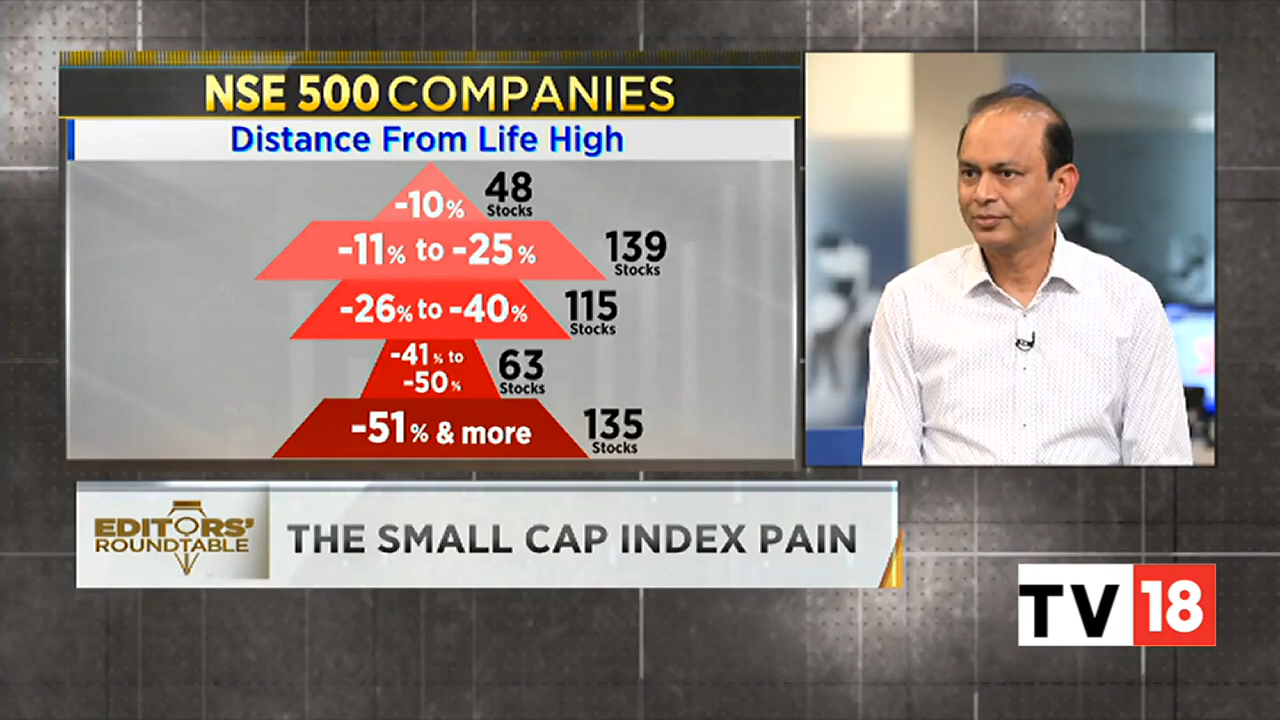 NSE 500 COMPANIES
Distance From Life High
-10%
48
Stocks
-11% to -25%
139
Stocks
-26% to -40%
115
Stocks
-41% to
-50%
63
Stocks
-51% & more
135
Stocks
EDITORS'
ROUNDTABLE
THE SMALL CAP INDEX PAIN
TV18